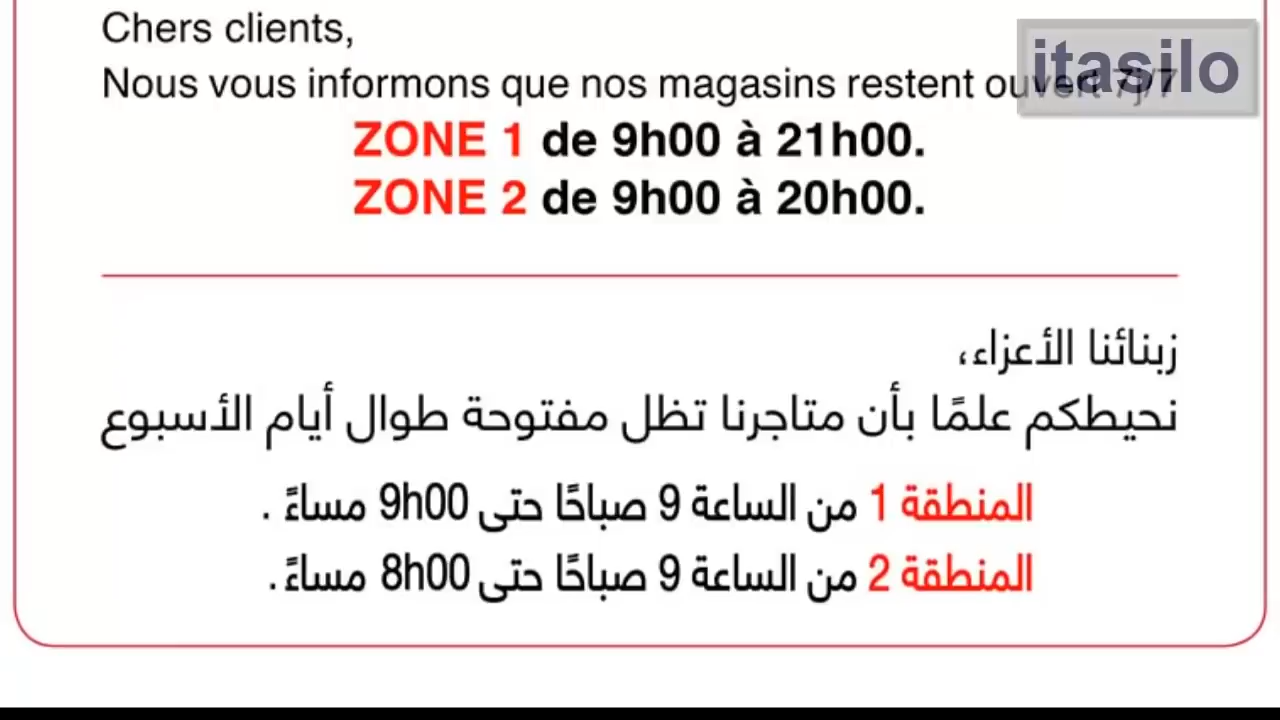 Chers clients,
Nous vous informons que nos magasins restent ouvert 7j/7
itasilo
ZONE 1 de 9h00 à 21h00.
ZONE 2 de 9h00 à 20h00.
زبنائنا الأعزاء،
نحيطكم علمًا بأن متاجرنا تظل مفتوحة طوال أيام الأسبوع
المنطقة 1 من الساعة 9 صباحًا حتى 9h00 مساءً .
المنطقة 2 من الساعة 9 صباحًا حتى 8h00 مساءً .